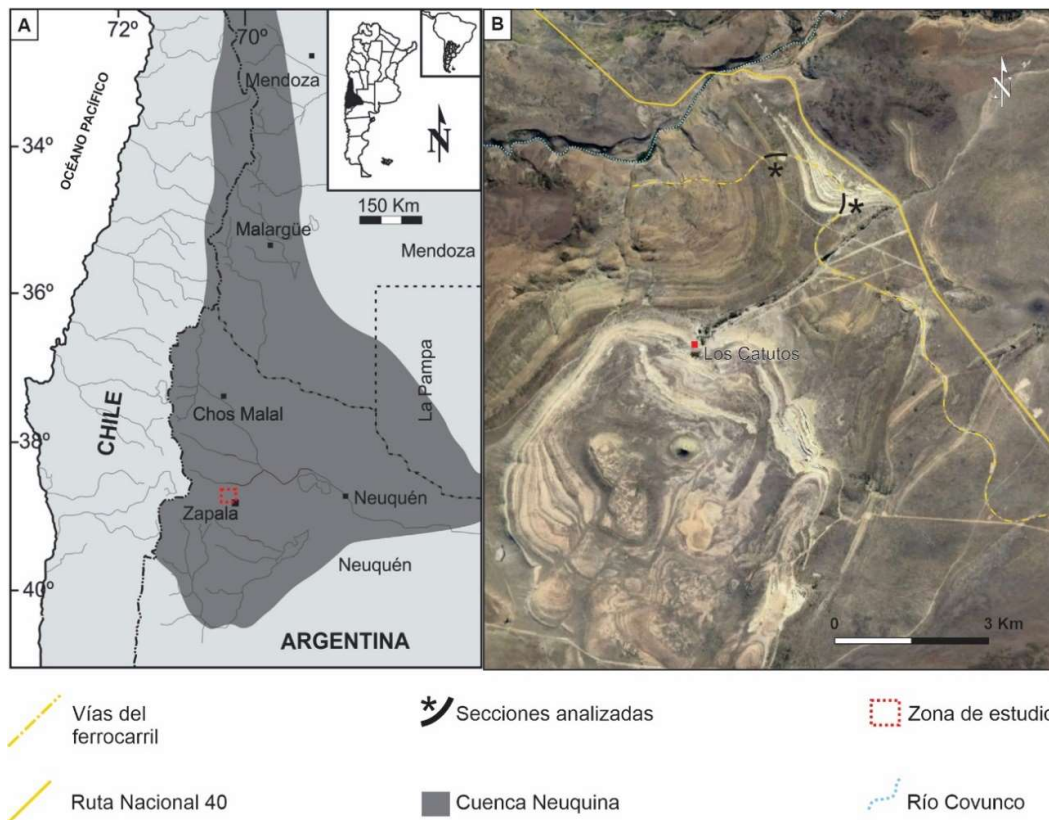 A
72º
70º
Mendoza
OCÉANO PACÍFICO
34º
150 Km
N
Malargüe
Mendoza
36º
La Pampa
CHILE
Chos Malal
38º
Neuquén
Zapala
Neuquén
40º
ARGENTINA
B
N
*
*
Los Catutos
0
3 Km
Vías del
ferrocarril
* Secciones analizadas
Zona de estudio
Ruta Nacional 40
Cuenca Neuquina
Río Covunco